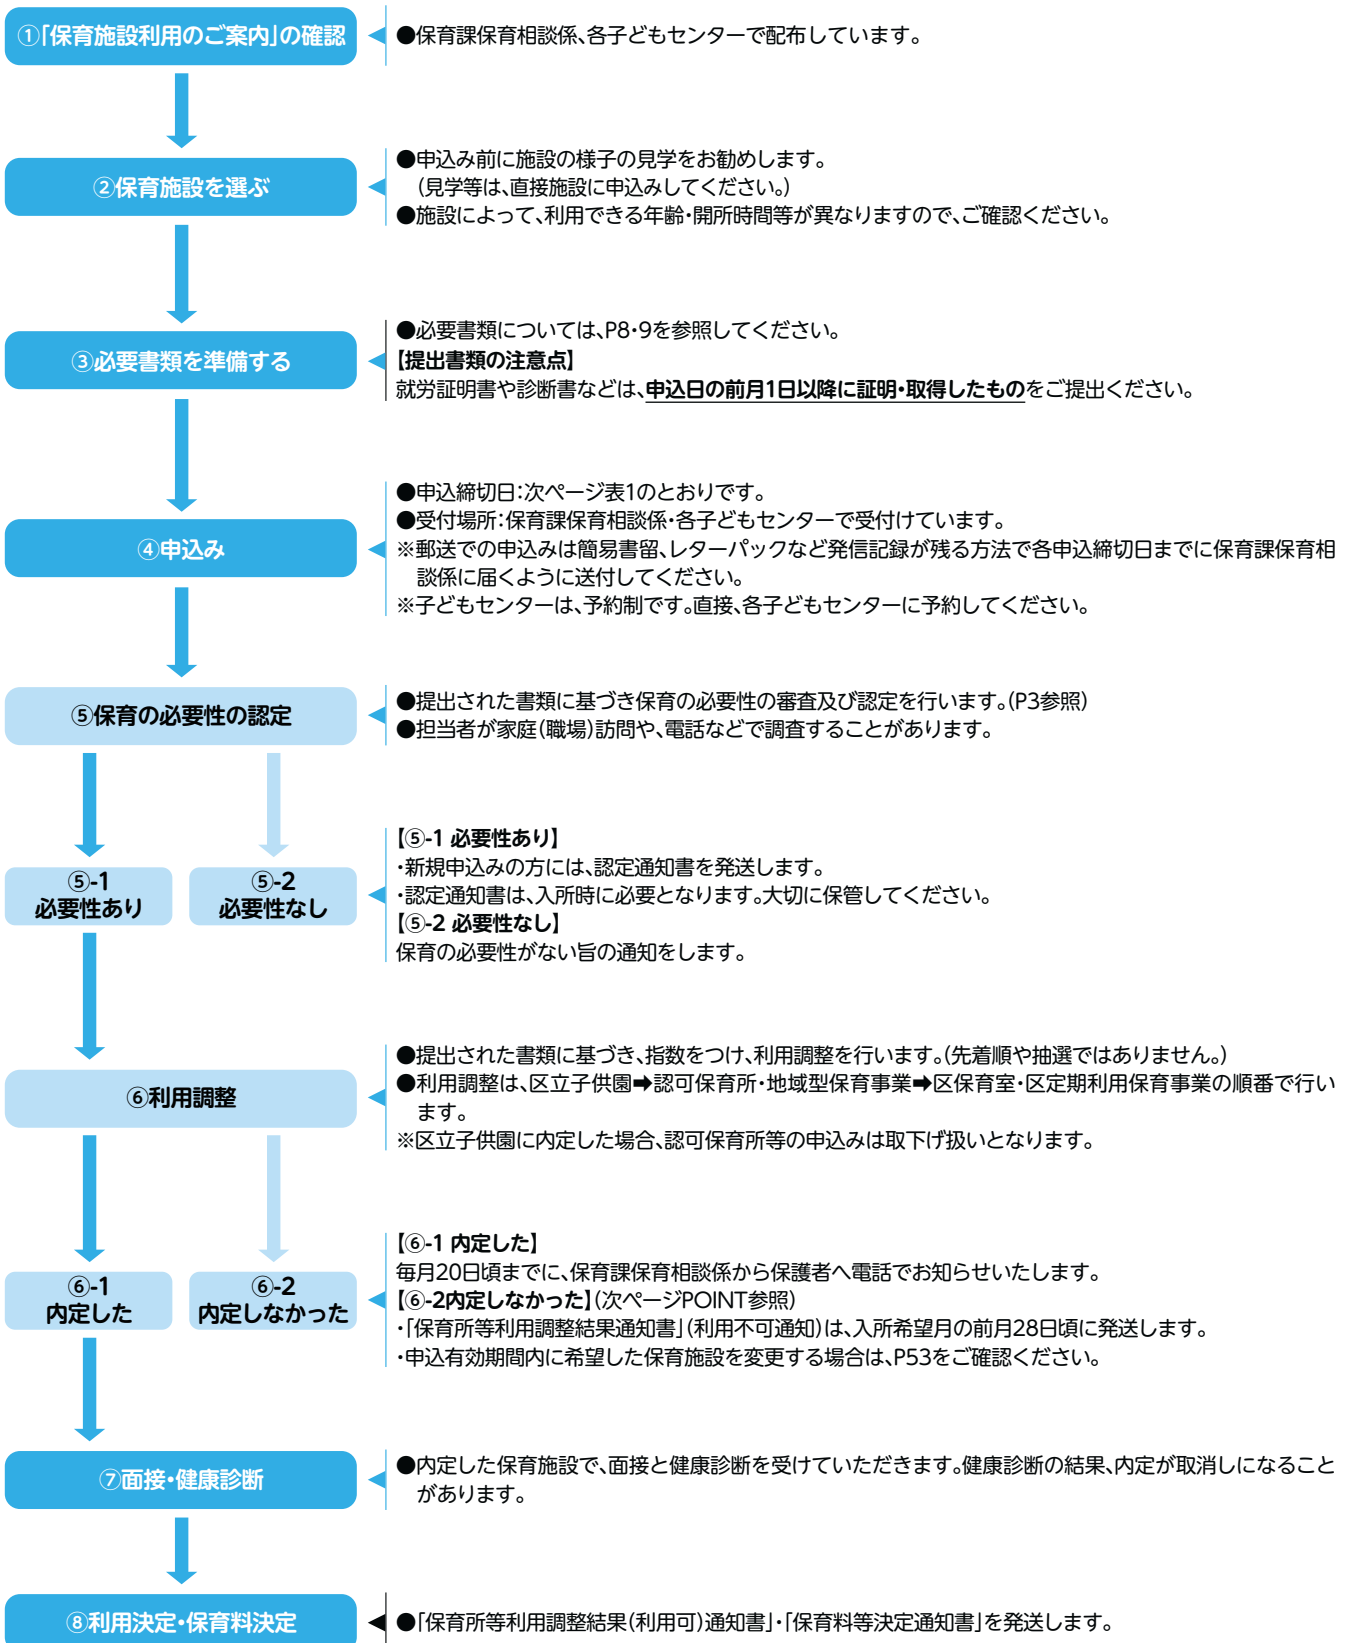 ①「保育施設利用のご案内」の確認
●保育課保育相談係、各子どもセンターで配布しています。
②保育施設を選ぶ
●申込み前に施設の様子の見学をお勧めします。
(見学等は、直接施設に申込みしてください。)
●施設によって、利用できる年齢・開所時間等が異なりますので、ご確認ください。
③必要書類を準備する
●必要書類については、P8・9を参照してください。
【提出書類の注意点】
就労証明書や診断書などは、申込日の前月1日以降に証明・取得したものをご提出ください。
④申込み
●申込締切日：次ページ表1のとおりです。
●受付場所：保育課保育相談係・各子どもセンターで受付けています。
※郵送での申込みは簡易書留、レターパックなど発信記録が残る方法で各申込締切日までに保育課保育相
談係に届くように送付してください。
※子どもセンターは、予約制です。直接、各子どもセンターに予約してください。
⑤保育の必要性の認定
●提出された書類に基づき保育の必要性の審査及び認定を行います。(P3参照)
●担当者が家庭(職場)訪問や、電話などで調査することがあります。
⑤-1
必要性あり
⑤-2
必要性なし
【⑤-1 必要性あり】
・新規申込みの方には、認定通知書を発送します。
・認定通知書は、入所時に必要となります。大切に保管してください。
【⑤-2 必要性なし】
保育の必要性がない旨の通知をします。
⑥利用調整
●提出された書類に基づき、指数をつけ、利用調整を行います。(先着順や抽選ではありません。)
●利用調整は、区立子供園➡認可保育所・地域型保育事業➡区保育室・区定期利用保育事業の順番で行い
ます。
※区立子供園に内定した場合、認可保育所等の申込みは取下げ扱いとなります。
⑥-1
内定した
⑥-2
内定しなかった
【⑥-1 内定した】
毎月20日頃までに、保育課保育相談係から保護者へ電話でお知らせいたします。
【⑥-2内定しなかった】(次ページPOINT参照)
・「保育所等利用調整結果通知書」(利用不可通知)は、入所希望月の前月28日頃に発送します。
・申込有効期間内に希望した保育施設を変更する場合は、P53をご確認ください。
⑦面接・健康診断
●内定した保育施設で、面接と健康診断を受けていただきます。健康診断の結果、内定が取消しになること
があります。
⑧利用決定・保育料決定
●「保育所等利用調整結果(利用可)通知書」・「保育料等決定通知書」を発送します。